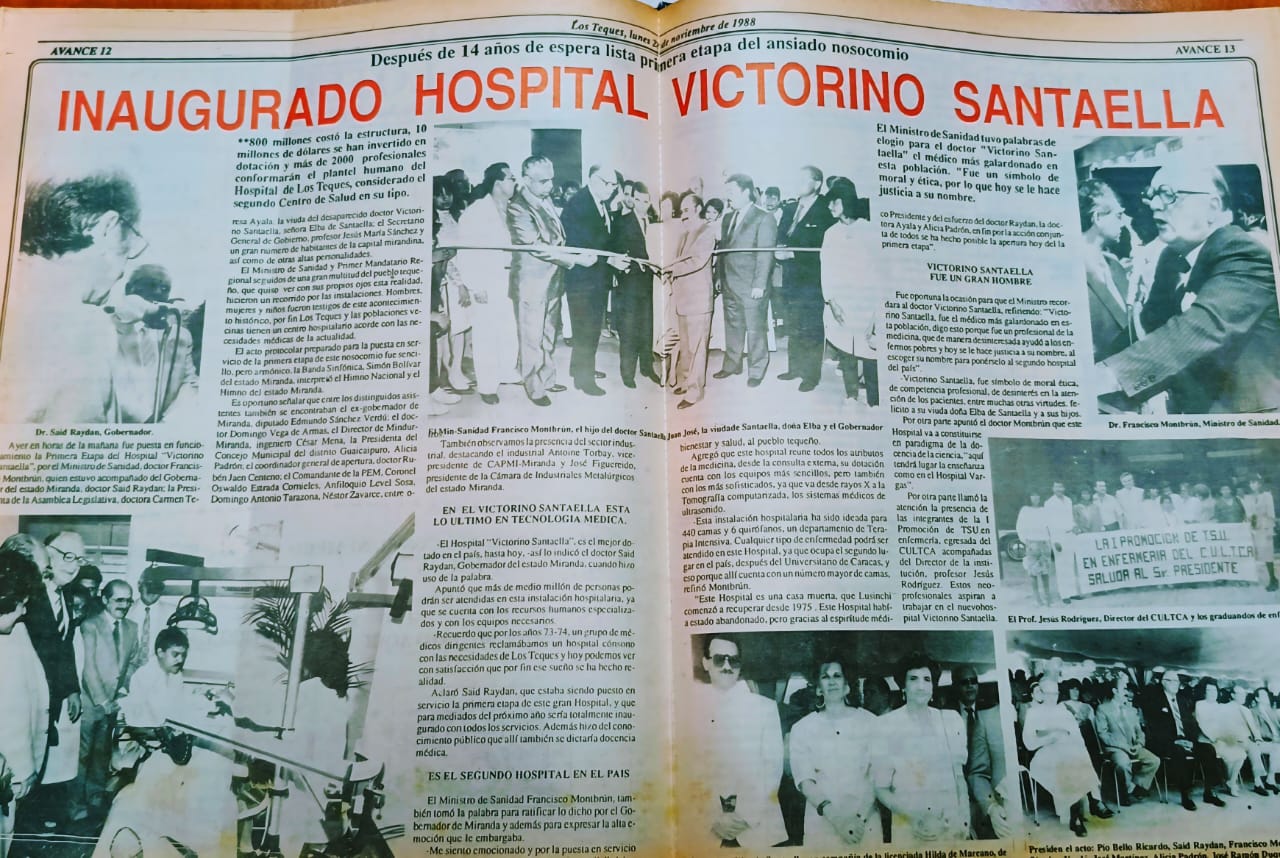 AVANCE 12
Los Teques, lunes 2 de noviembre de 1988
AVANCE 13
Después de 14 años de espera lista primera etapa del ansiado nosocomio
INAUGURADO HOSPITAL VICTORINO SANTAELLA
Dr. Said Raydan, Gobernador.
Ayer en horas de la mañana fue puesta en funcio-
amiento la Primera Etapa del Hospital "Victorino
antaella", por el Ministro de Sanidad, doctor Francis-
Montbrún, quien estuvo acompañado del Goberna-
r del estado Miranda, doctor Said Raydan; la Presi-
nta de la Asamblea Legislativa, doctora Carmen Te-
**800 millones costó la estructura, 10
millones de dólares se han invertido en
dotación y más de 2000 profesionales
conformarán el plantel humano del
Hospital de Los Teques, considerado el
segundo Centro de Salud en su tipo.
resa Ayala, la viuda del desaparecido doctor Victori-
no Santaella, señora Elba de Santaella; el Secretario
General de Gobierno, profesor Jesús María Sánchez y
un gran número de habitantes de la capital mirandina,
así como de otras altas personalidades.
El Ministro de Sanidad y Primer Mandatario Re-
gional seguidos de una gran multitud del pueblo teque-
ño, que quiso ver con sus propios ojos esta realidad,
hicieron un recorrido por las instalaciones. Hombres,
mujeres y niños fueron testigos de este acontecimien-
to histórico, por fin Los Teques y las poblaciones ve-
cinas tienen un centro hospitalario acorde con las ne-
cesidades médicas de la actualidad.
El acto protocolar preparado para la puesta en ser-
vicio de la primera etapa de este nosocomio fue senci-
llo, pero armónico, la Banda Sinfónica, Simón Bolívar
del estado Miranda, interpretó el Himno Nacional y el
Himno del estado Miranda.
Es oportuno señalar que entre los distinguidos asis-
tentes también se encontraban el ex-gobernador de
Miranda, diputado Edmundo Sánchez Verdú; el doc-
tor Domingo Vega de Armas, el Director de Mindur-
Miranda, ingeniero César Mena, la Presidenta del
Concejo Municipal del distrito Guaicaipuro, Alicia
Padrón, el coordinador general de apertura, doctor Ru-
bén Jaen Centeno, el Comandante de la PEM, Coronel
Oswaldo Estrada Cornieles, Anfiloquio Level Sosa,
Domingo Antonio Tarazona, Néstor Zavarce, entre o-
El Min-Sanidad Francisco Montbrún, el hijo del doctor Santaella, Juan José, la viuda de Santaella, doña Elba y el Gobernador
También observamos la presencia del sector indus-
trial, destacando el industrial Antoine Torbay, vice-
presidente de CAPMI-Miranda y José Figueredo,
presidente de la Cámara de Industriales Metalúrgicos
del estado Miranda.
EN EL VICTORINO SANTAELLA ESTA
LO ULTIMO EN TECNOLOGIA MEDICA.
-El Hospital "Victorino Santaella", es el mejor do-
tado en el país, hasta hoy, -así lo indicó el doctor Said
Raydan, Gobernador del estado Miranda, cuando hizo
uso de la palabra.
Apuntó que más de medio millón de personas po-
drán ser atendidas en esta instalación hospitalaria, ya
que se cuenta con los recursos humanos especializa-
dos y con los equipos necesarios.
-Recuerdo que por los años 73-74, un grupo de mé-
dicos dirigentes reclamábamos un hospital cónsono
con las necesidades de Los Teques y hoy podemos ver
con satisfacción que por fin ese sueño se ha hecho re-
alidad.
Aclaró Said Raydan, que estaba siendo puesto en
servicio la primera etapa de este gran Hospital, y que
para mediados del próximo año sería totalmente inau-
gurado con todos los servicios. Además hizo del cono-
cimiento público que allí también se dictaría docencia
médica.
ES EL SEGUNDO HOSPITAL EN EL PAIS
El Ministro de Sanidad Francisco Montbrún, tam-
bién tomó la palabra para ratificar lo dicho por el Go-
bernador de Miranda y además para expresar la alta e-
moción que le embargaba.
-Me siento emocionado y por la puesta en servicio
bienestar y salud, al pueblo tequeño.
Agregó que este hospital reune todos los atributos
de la medicina, desde la consulta externa, su dotación
cuenta con los equipos más sencillos, pero también
con los más sofisticados, ya que va desde rayos X a la
Tomografía computanzada, los sistemas médicos de
ultrasonido.
-Esta instalación hospitalaria ha sido ideada para
440 camas y 6 quirófanos, un departamento de Tera-
pia Intensiva. Cualquier tipo de enfermedad podrá ser
atendido en este Hospital, ya que ocupa el segundo lu-
gar en el país, después del Universitario de Caracas, y
eso porque allí cuenta con un número mayor de camas,
refirió Montbrún.
"Este Hospital es una casa muerta, que Lusinchi
comenzó a recuperar desde 1975. Este Hospital habí-
a estado abandonado, pero gracias al espíritu de médi-
El Ministro de Sanidad tuvo palabras de
elogio para el doctor "Victorino San-
taella" el médico más galardonado en
esta población. "Fue un símbolo de
moral y ética, por lo que hoy se le hace
justicia a su nombre.
co Presidente y del esfuerzo del doctor Raydan, la doc-
tora Ayala y Alicia Padrón, en fin por la acción conjun-
ta de todos se ha hecho posible la apertura hoy del la
primera etapa".
VICTORINO SANTAELLA
FUE UN GRAN HOMBRE
Fue oportuna la ocasión para que el Ministro recor-
dara al doctor Victorino Santaella, refiriendo: "Victo-
rino Santaella, fue el médico más galardonado en es-
ta población, digo esto porque fue un profesional de la
medicina, que de manera desinteresada ayudó a los en-
fermos pobres y hoy se le hace justicia a su nombre, al
escoger su nombre para ponérselo al segundo hospital
del país".
-Victorino Santaella, fue símbolo de moral ética,
de competencia profesional, de desinterés en la aten-
ción de los pacientes, entre muchas otras virtudes, fe-
licito a su viuda doña Elba de Santaella y a sus hijos.
Por otra parte apuntó el doctor Montbrún que este
Hospital va a constituirse
en paradigma de la do-
cencia de la ciencia, "aquí
tendrá lugar la enseñanza
como en el Hospital Var-
gas".
Por otra parte llamó la
atención la presencia de
las integrantes de la I
Promoción de TSU en
enfermería, egresada del
CULTCA acompañadas
del Director de la insti-
tución, profesor Jesús
Rodríguez. Estos neo-
profesionales aspiran a
trabajar en el nuevo hos-
pital Victorino Santaella.
Dr. Francisco Montbrún, Ministro de Sanidad
LA I PROMOCION DE T.S.U.
EN ENFERMERIA DEL C.U.L.T.C.A
SALUDA AL Sr. PRESIDENTE
El Prof. Jesús Rodríguez, Director del CULTCA y los graduandos de enf
compañía de la licenciada Hilda de Marcano, de
Presiden el acto: Pío Bello Ricardo, Said Raydan, Francisco M